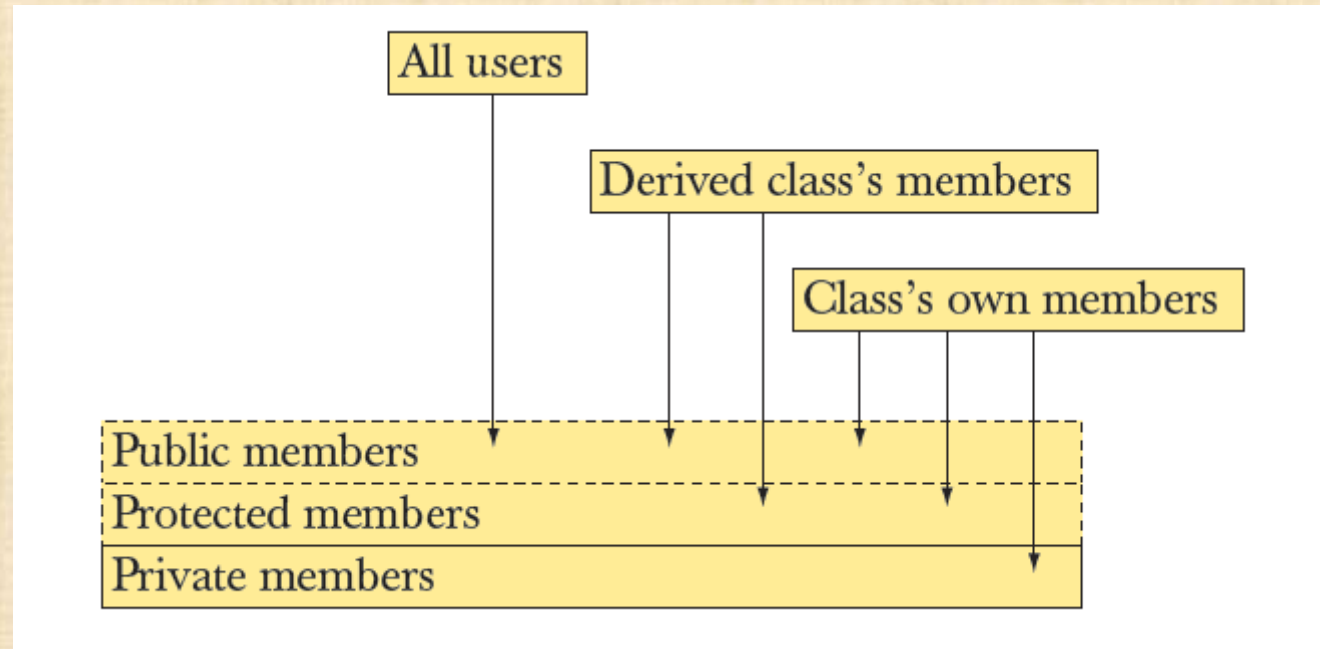 All users
Derived class’s members
Class’s own members
Public members
Protected members
Private members